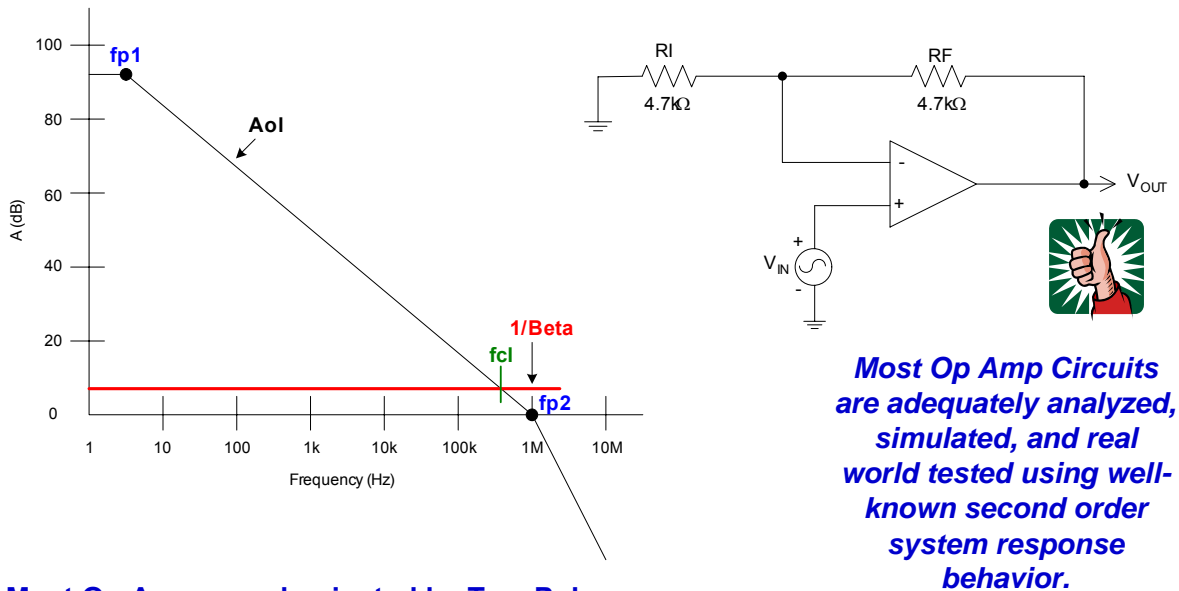 100
80
60
40
20
0
A (dB)
fp1
Aol
1/Beta
fcl
fp2
1
10
100
1k
10k
100k
1M
10M
Frequency (Hz)
RI
4.7kΩ
RF
4.7kΩ
-
+
VOUT
+
VIN
-
Most Op Amp Circuits
are adequately analyzed,
simulated, and real
world tested using well-
known second order
system response
behavior.